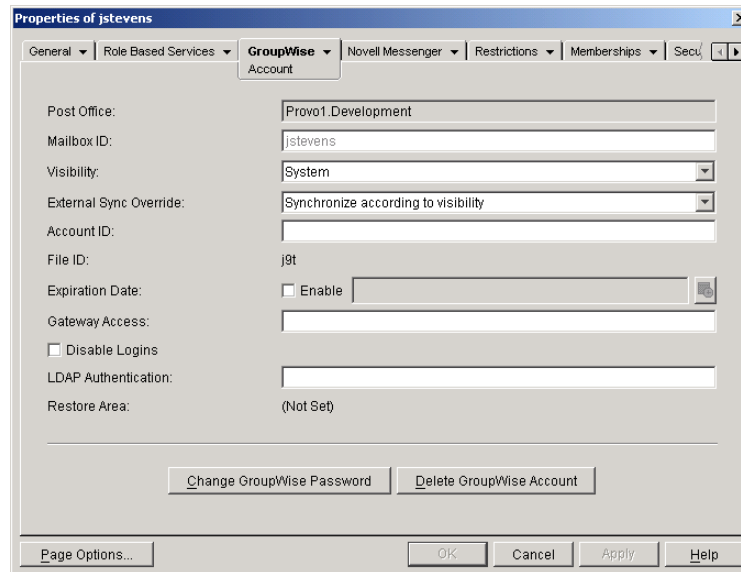 Properties of jstevens
General Role Based Services GroupWise Novell Messenger Restrictions Memberships
Account
Post Office: Provo1.Development
Mailbox ID: jstevens
Visibility: System
External Sync Override: Synchronize according to visibility
Account ID:
File ID: j9t
Expiration Date: Enable
Gateway Access:
Disable Logins
LDAP Authentication:
Restore Area: (Not Set)
Change GroupWise Password Delete GroupWise Account
Page Options... OK Cancel Apply Help